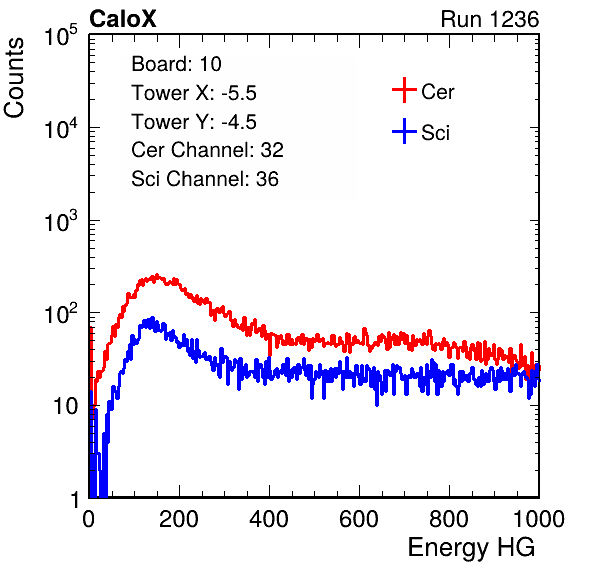 CaloX Run 1236
Counts
10^5
10^4
10^3
10^2
10
1
Board: 10
Tower X: -5.5
Tower Y: -4.5
Cer Channel: 32
Sci Channel: 36
Cer
Sci
0 200 400 600 800 1000
Energy HG